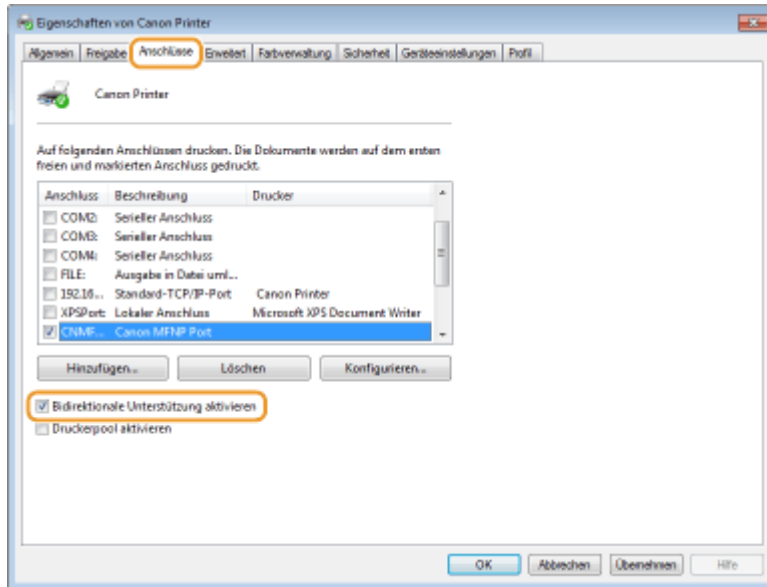 Eigenschaften von Canon Printer
Allgemein Freigabe Anschlüsse Erweitert Farbverwaltung Sicherheit Geräteeinstellungen Profil
Canon Printer
Auf folgenden Anschlüssen drucken. Die Dokumente werden auf dem ersten
freien und markierten Anschluss gedruckt.
Anschluss Beschreibung Drucker
COM2: Serieller Anschluss
COM3: Serieller Anschluss
COM4: Serieller Anschluss
FILE: Ausgabe in Datei uml...
192.16... Standard-TCP/IP-Port Canon Printer
XPSPort: Lokaler Anschluss Microsoft XPS Document Writer
CNMF... Canon MFNP Port
Hinzufügen... Löschen Konfigurieren...
Bidirektionale Unterstützung aktivieren
Druckerpool aktivieren
OK Abbrechen Übernehmen Hilfe